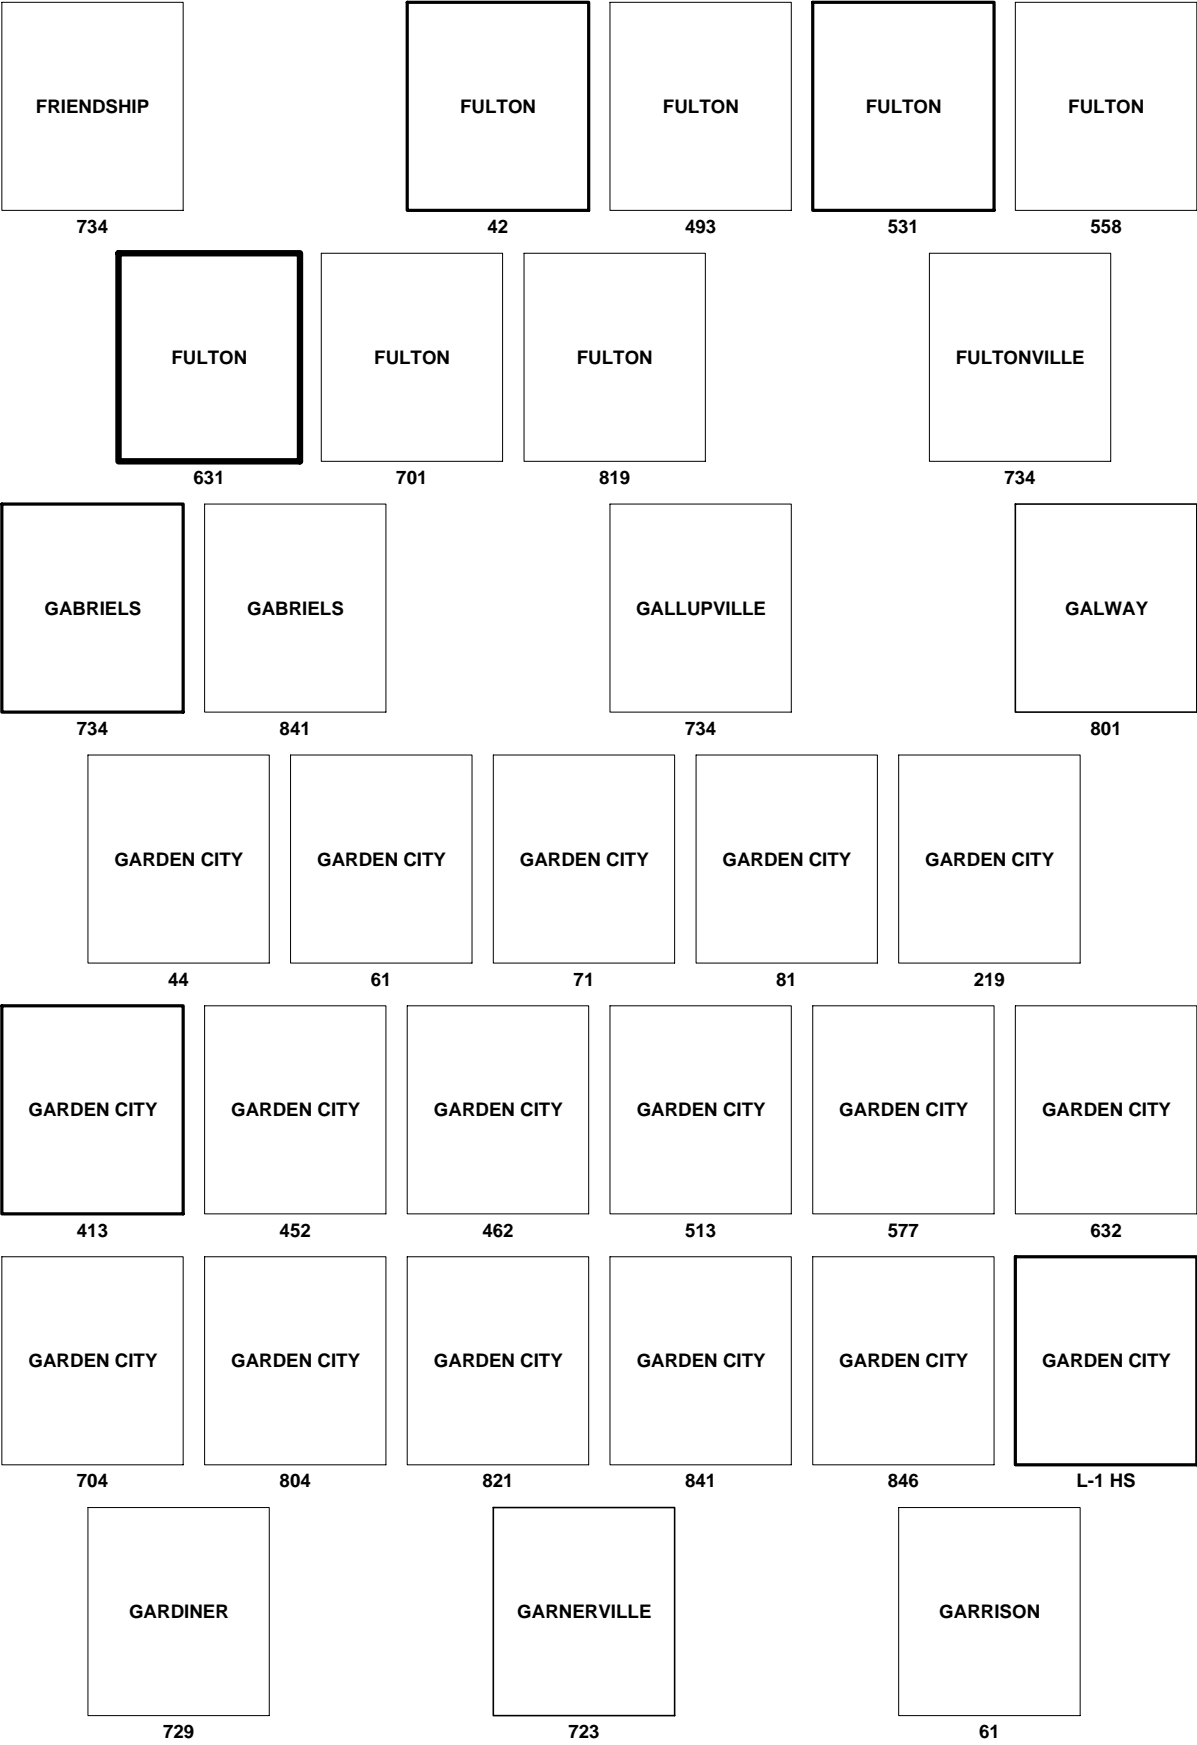 FRIENDSHIP FULTON FULTON FULTON FULTON
734 42 493 531 558
FULTON FULTON FULTON FULTONVILLE
631 701 819 734
GABRIELS GABRIELS GALLUPVILLE GALWAY
734 841 734 801
GARDEN CITY GARDEN CITY GARDEN CITY GARDEN CITY GARDEN CITY
44 61 71 81 219
GARDEN CITY GARDEN CITY GARDEN CITY GARDEN CITY GARDEN CITY GARDEN CITY
413 452 462 513 577 632
GARDEN CITY GARDEN CITY GARDEN CITY GARDEN CITY GARDEN CITY GARDEN CITY
704 804 821 841 846 L-1 HS
GARDINER GARNERVILLE GARRISON
729 723 61